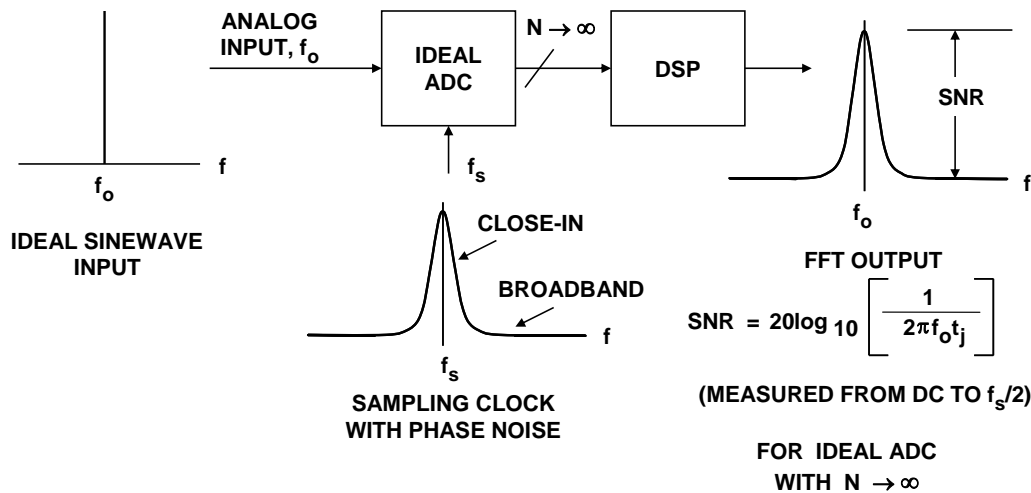 ANALOG
INPUT, fo
N → ∞
IDEAL
ADC
DSP
SNR
f
fo
fs
f
fo
IDEAL SINEWAVE
INPUT
CLOSE-IN
BROADBAND
f
fs
SAMPLING CLOCK
WITH PHASE NOISE
FFT OUTPUT
SNR = 20log10 [ 1 / 2πfotj ]
(MEASURED FROM DC TO fs/2)
FOR IDEAL ADC
WITH N → ∞